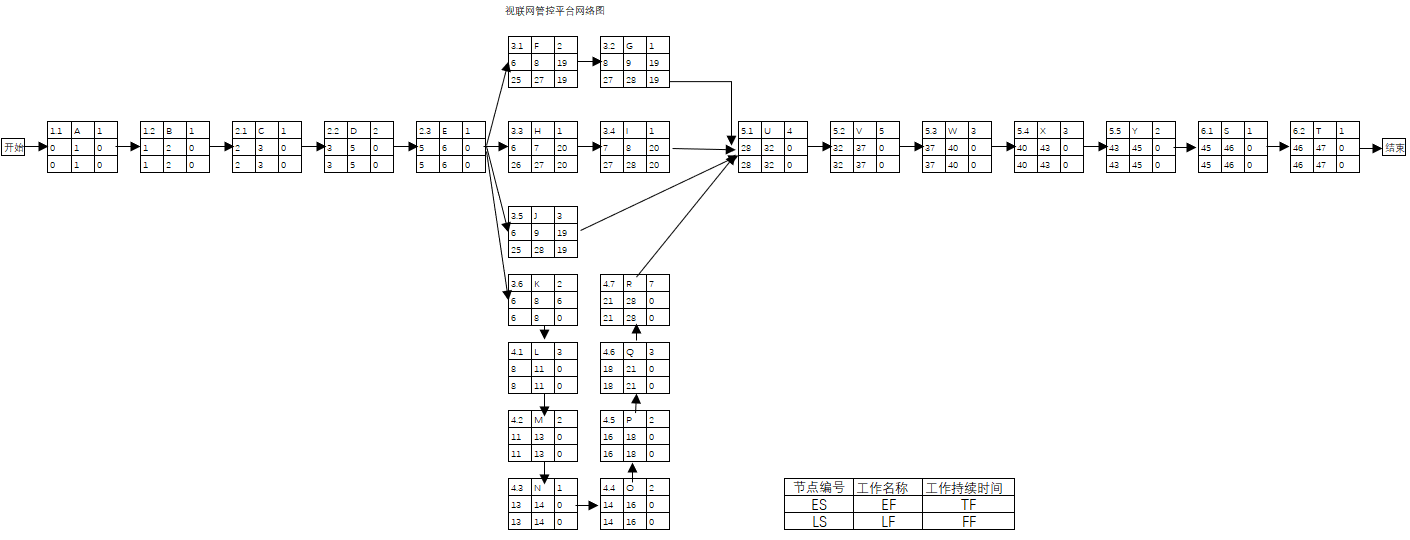 视联网管控平台网络图
3.1 F 2
6 8 19
25 27 19
3.2 G 1
8 9 19
27 28 19
开始
1.1 A 1
0 1 0
0 1 0
1.2 B 1
1 2 0
1 2 0
2.1 C 1
2 3 0
2 3 0
2.2 D 2
3 5 0
3 5 0
2.3 E 1
5 6 0
5 6 0
3.3 H 1
6 7 20
26 27 20
3.4 I 1
7 8 20
27 28 20
5.1 U 4
28 32 0
28 32 0
5.2 V 5
32 37 0
32 37 0
5.3 W 3
37 40 0
37 40 0
5.4 X 3
40 43 0
40 43 0
5.5 Y 2
43 45 0
43 45 0
6.1 S 1
45 46 0
45 46 0
6.2 T 1
46 47 0
46 47 0
结束
3.5 J 3
6 9 19
25 28 19
3.6 K 2
6 8 6
6 8 0
4.7 R 7
21 28 0
21 28 0
4.1 L 3
8 11 0
8 11 0
4.6 Q 3
18 21 0
18 21 0
4.2 M 2
11 13 0
11 13 0
4.5 P 2
16 18 0
16 18 0
4.3 N 1
13 14 0
13 14 0
4.4 O 2
14 16 0
14 16 0
节点编号 工作名称 工作持续时间
ES EF TF
LS LF FF